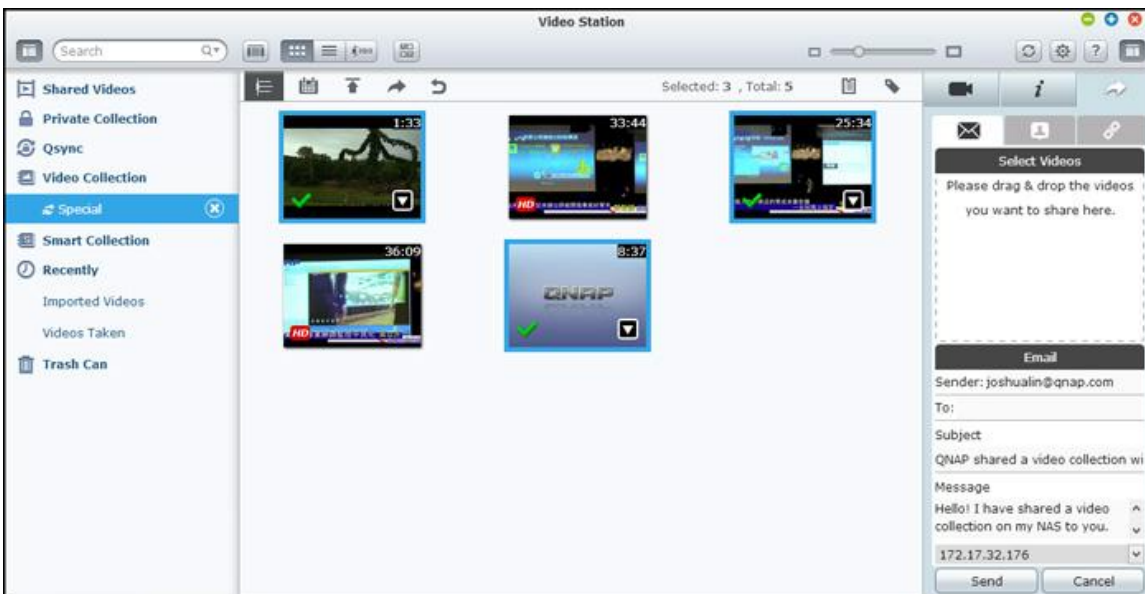 Video Station
Search
Shared Videos
Private Collection
Qsync
Video Collection
Special
Smart Collection
Recently
Imported Videos
Videos Taken
Trash Can
Selected: 3 , Total: 5
1:33
33:44
HD
25:34
36:09
HD
8:37
QNAP
Select Videos
Please drag & drop the videos
you want to share here.
Email
Sender: joshualin@qnap.com
To:
Subject
QNAP shared a video collection wi
Message
Hello! I have shared a video
collection on my NAS to you.
172.17.32.176
Send
Cancel